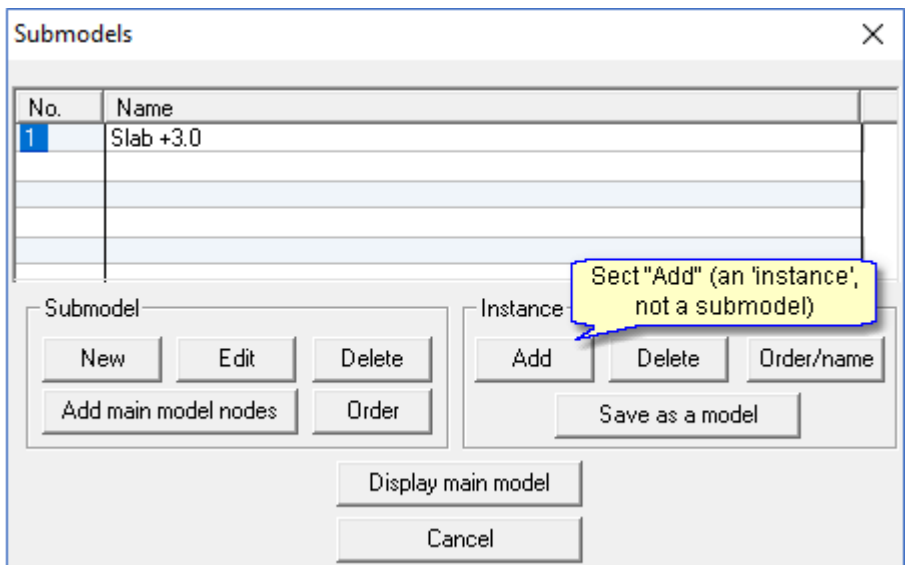 Submodels
No. Name
1 Slab +3.0
Sect "Add" (an 'instance',
not a submodel)
Submodel
New Edit Delete
Add main model nodes Order
Instance
Add Delete Order/name
Save as a model
Display main model
Cancel